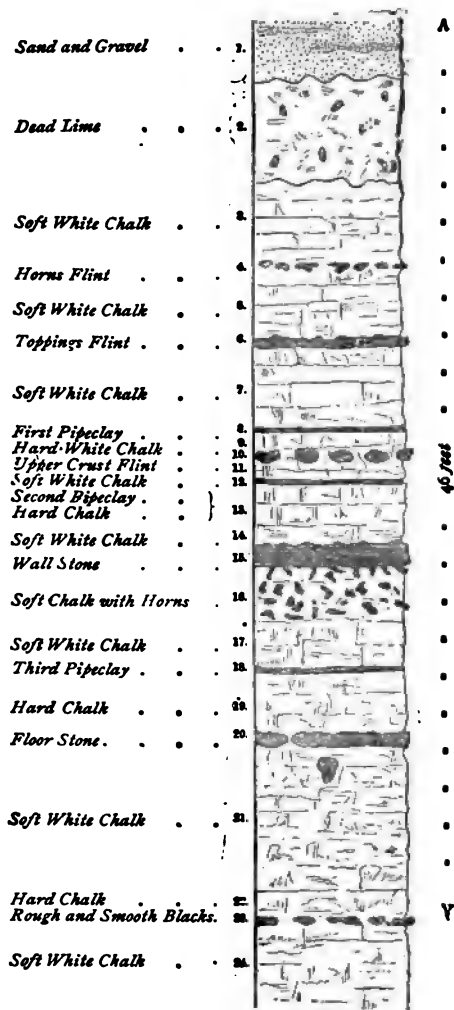 Sand and Gravel . . 1.
Dead Lime . . . 2.
Soft White Chalk . . 3.
Horns Flint . . . 4.
Soft White Chalk . . 5.
Toppings Flint . . . 6.
Soft White Chalk . . 7.
First Pipeclay . . . 8.
Hard White Chalk . . 9.
Upper Crust Flint . . 10.
Soft White Chalk . . 11.
Second Bipeclay . . 12.
Hard Chalk . . } 13.
Soft White Chalk . . 14.
Wall Stone . . . 15.
Soft Chalk with Horns . 16.
Soft White Chalk . . 17.
Third Pipeclay . . . 18.
Hard Chalk . . . 19.
Floor Stone . . . 20.
Soft White Chalk . . 21.
Hard Chalk . . . 22.
Rough and Smooth Blacks. 23.
Soft White Chalk . . 24.
A
46 feet
Y